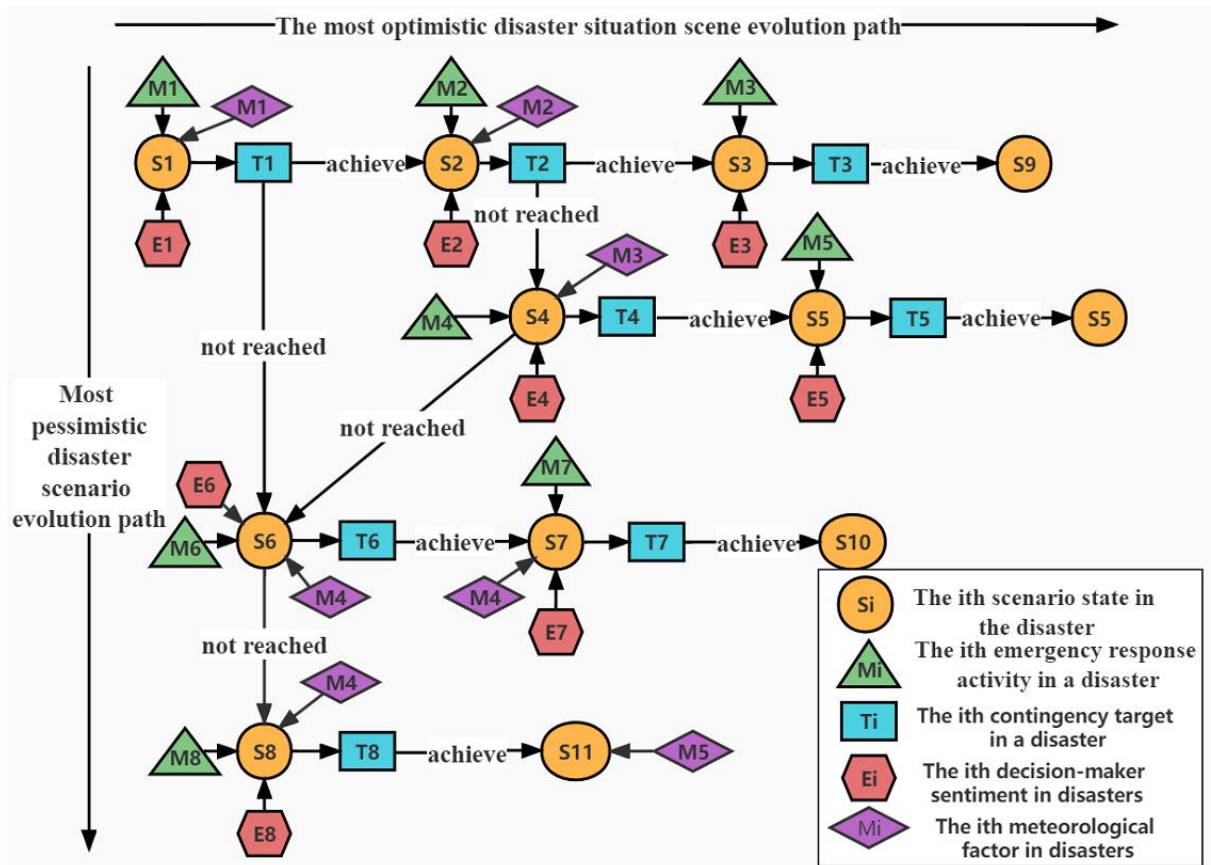 The most optimistic disaster situation scene evolution path
M1
M2
M3
M1
M2
S1
T1
achieve
S2
T2
achieve
S3
T3
achieve
S9
not reached
E1
E2
E3
M5
M3
M4
S4
T4
achieve
S5
T5
achieve
S5
not reached
E4
E5
Most
pessimistic
disaster
scenario
evolution path
not reached
M7
E6
M6
S6
T6
achieve
S7
T7
achieve
S10
M4
M4
E7
not reached
M4
M8
S8
T8
achieve
S11
M5
E8
Si
The ith scenario state in
the disaster
Mi
The ith emergency response
activity in a disaster
Ti
The ith contingency target
in a disaster
Ei
The ith decision-maker
sentiment in disasters
Mi
The ith meteorological
factor in disasters